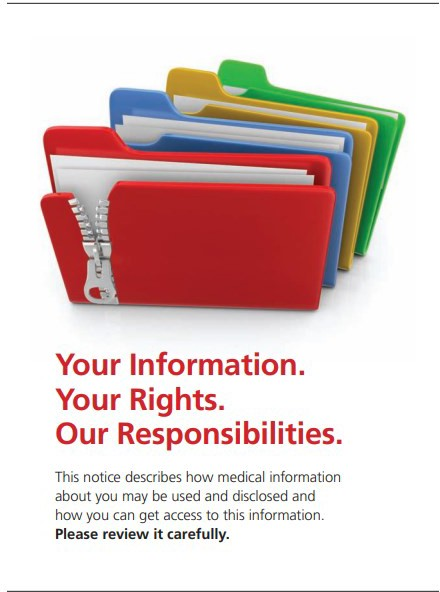 Your Information.
Your Rights.
Our Responsibilities.
This notice describes how medical information
about you may be used and disclosed and
how you can get access to this information.
Please review it carefully.